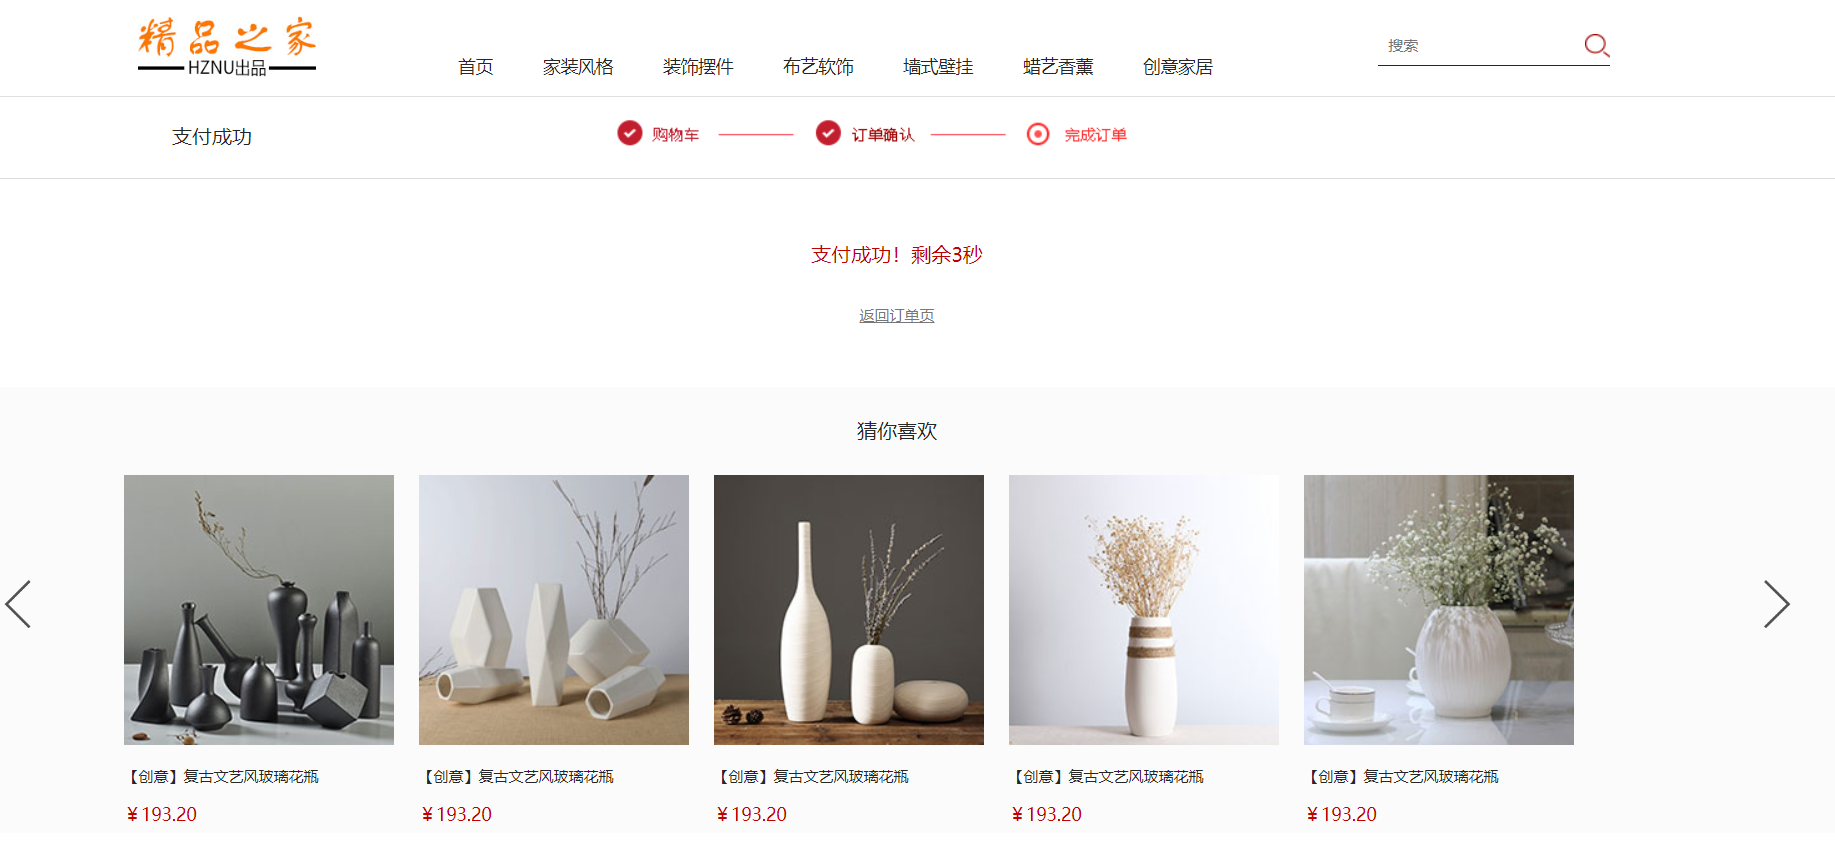 精品之家
HZNU出品
首页 家装风格 装饰摆件 布艺软饰 墙式壁挂 蜡艺香薰 创意家居
搜索
支付成功
购物车 订单确认 完成订单
支付成功！剩余3秒
返回订单页
猜你喜欢
【创意】复古文艺风玻璃花瓶
¥193.20
【创意】复古文艺风玻璃花瓶
¥193.20
【创意】复古文艺风玻璃花瓶
¥193.20
【创意】复古文艺风玻璃花瓶
¥193.20
【创意】复古文艺风玻璃花瓶
¥193.20